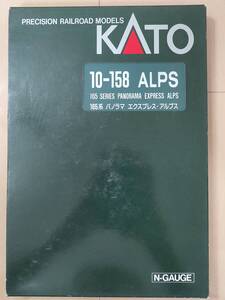 PRECISION RAILROAD MODELS
KATO
10-158 ALPS
165 SERIES PANORAMA EXPRESS ALPS
165系 パノラマ エクスプレス・アルプス
N-GAUGE